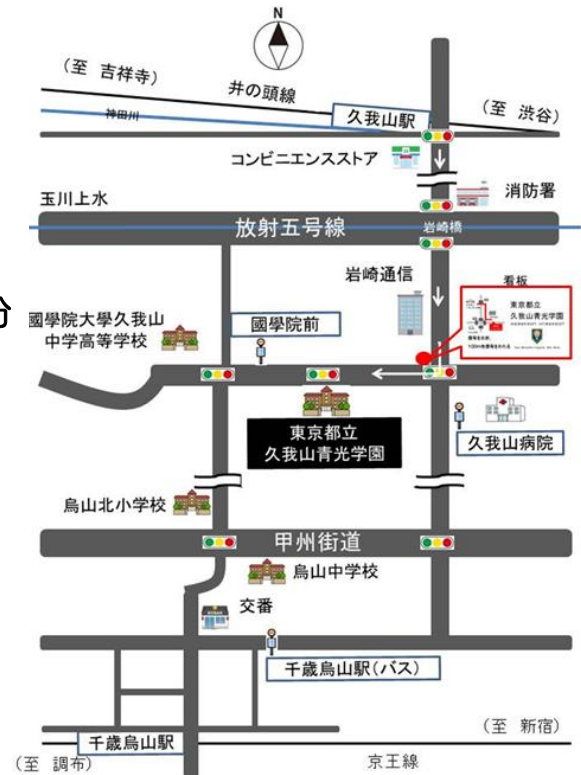 N
(至 吉祥寺)
井の頭線
神田川
久我山駅
(至 渋谷)
コンビニエンスストア
消防署
玉川上水
放射五号線
岩崎橋
岩崎通信
看板
東京都立
久我山青光学園
分
國學院大學久我山
中学高等学校
國學院前
東京都立
久我山青光学園
久我山病院
烏山北小学校
甲州街道
烏山中学校
交番
千歳烏山駅(バス)
(至 新宿)
千歳烏山駅
(至 調布)
京王線